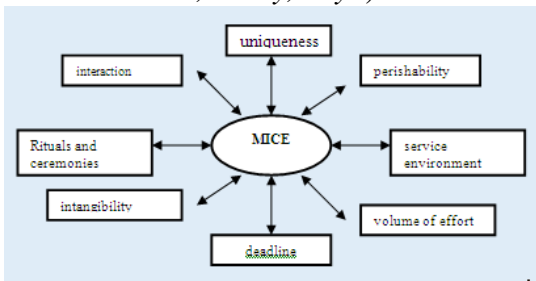 uniqueness
interaction
perishability
MICE
Rituals and
ceremonies
service
environment
intangibility
volume of effort
deadline